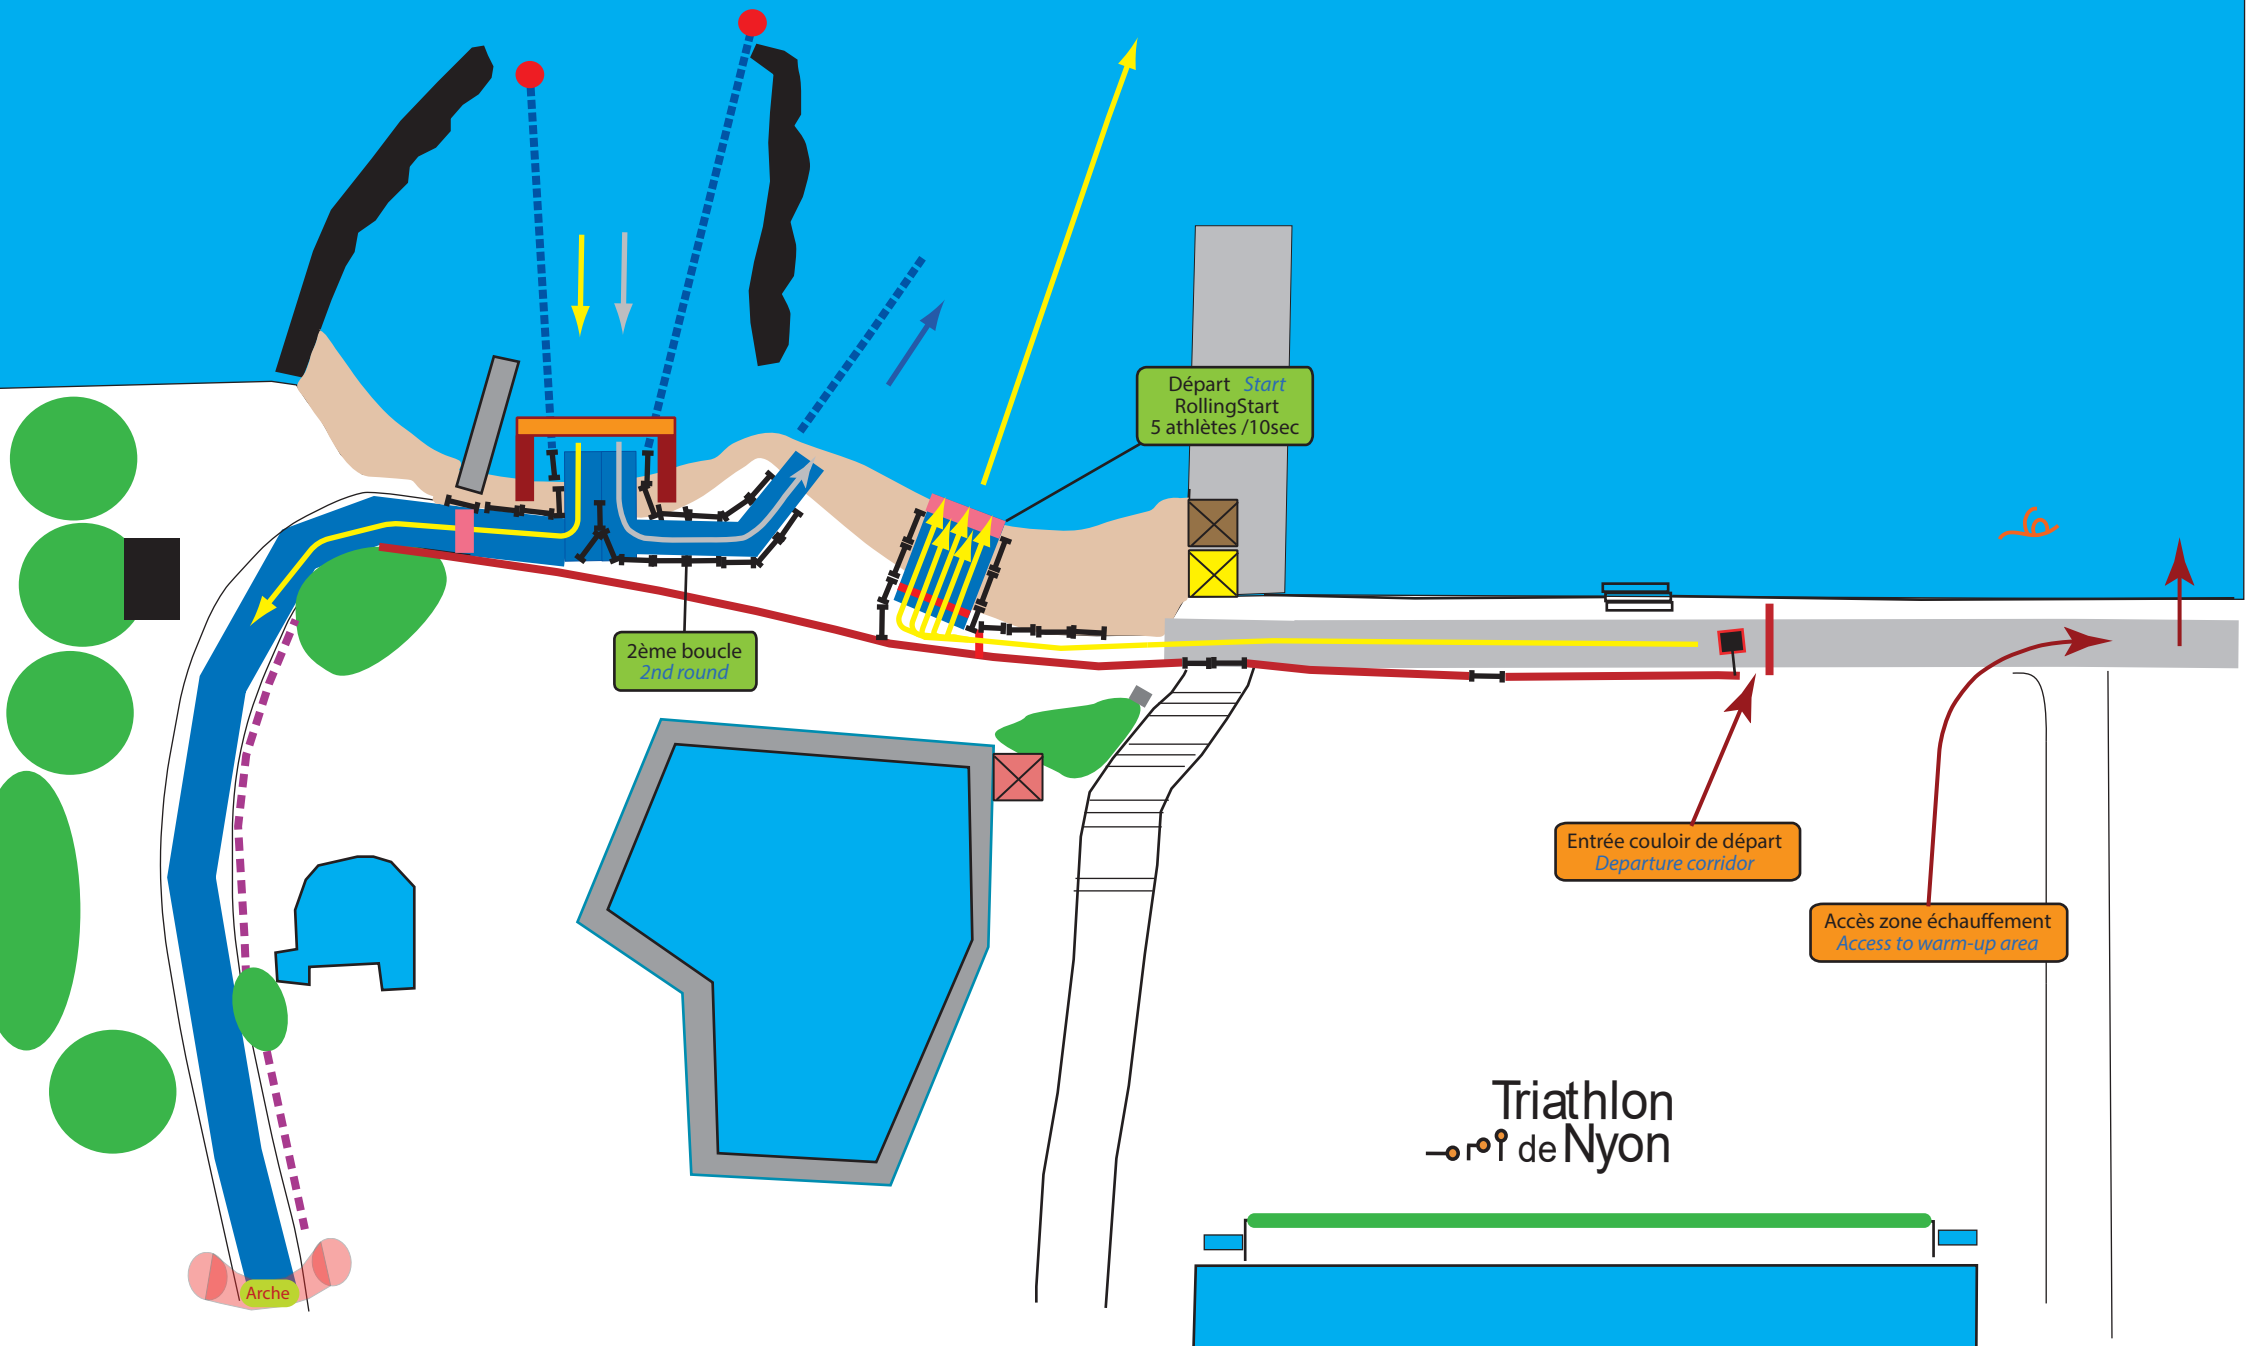 Départ Start
RollingStart
5 athlètes /10sec
2ème boucle
2nd round
Entrée couloir de départ
Departure corridor
Accès zone échauffement
Access to warm-up area
Triathlon
de Nyon
Arche